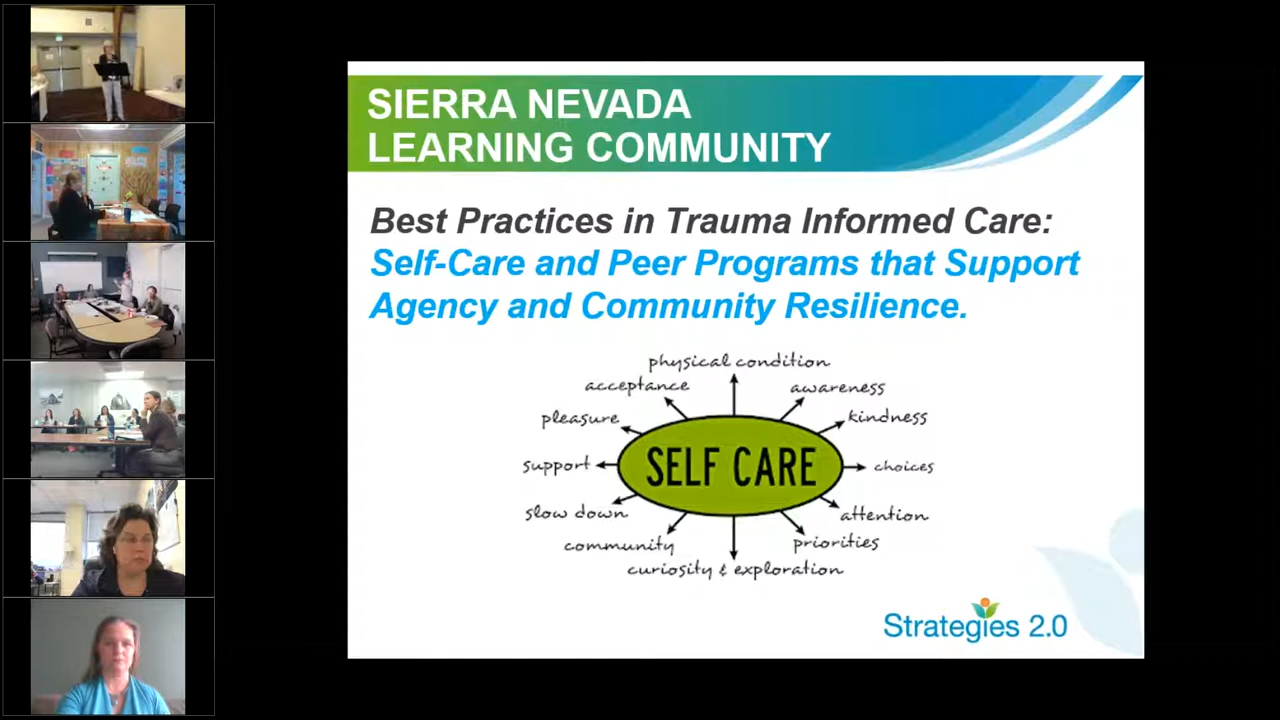 SIERRA NEVADA
LEARNING COMMUNITY
Best Practices in Trauma Informed Care:
Self-Care and Peer Programs that Support
Agency and Community Resilience.
physical condition
acceptance
awareness
pleasure
kindness
support
SELF CARE
choices
slow down
attention
community
priorities
curiosity & exploration
Strategies 2.0